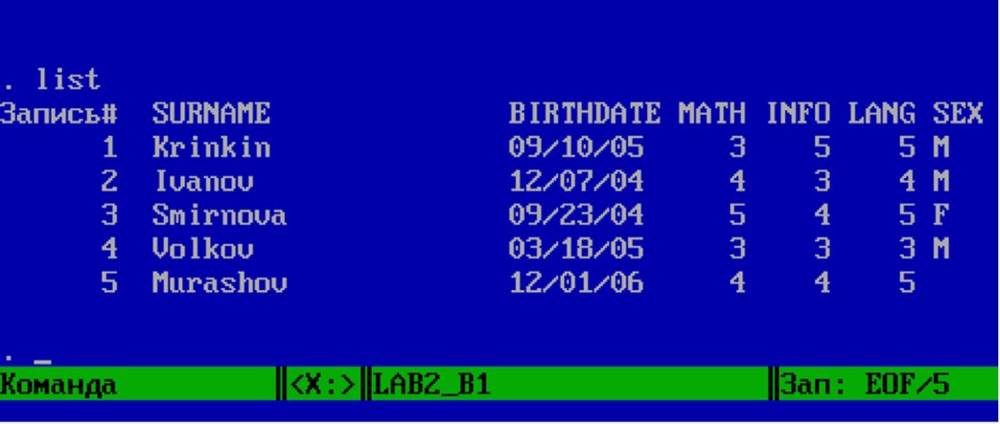 . list
Запись#  SURNAME  BIRTHDATE  MATH  INFO  LANG  SEX
1  Krinkin  09/10/05  3  5  5  M
2  Ivanov  12/07/04  4  3  4  M
3  Smirnova  09/23/04  5  4  5  F
4  Volkov  03/18/05  3  3  3  M
5  Murashov  12/01/06  4  4  5
. _
Команда  ║<X:>║LAB2_B1  ║Зап: EOF/5